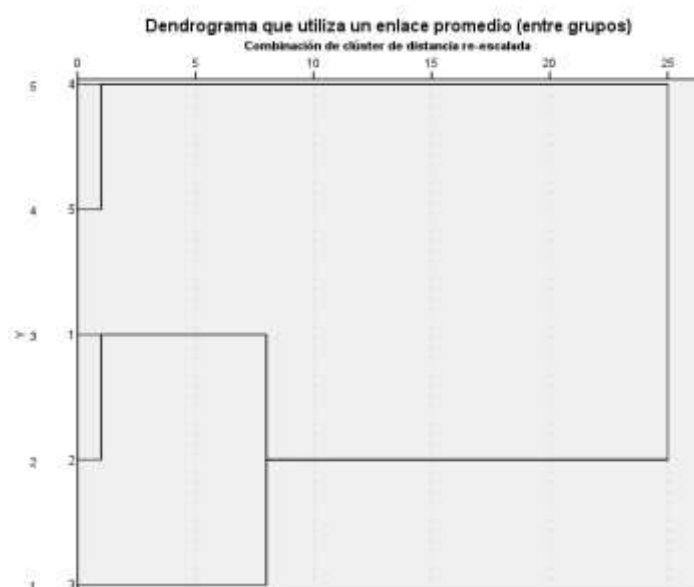 Dendrograma que utiliza un enlace promedio (entre grupos)
Combinación de clúster de distancia re-escalada
0 5 10 15 20 25
5 4
4 5
Y 3 1
2 2
1 3